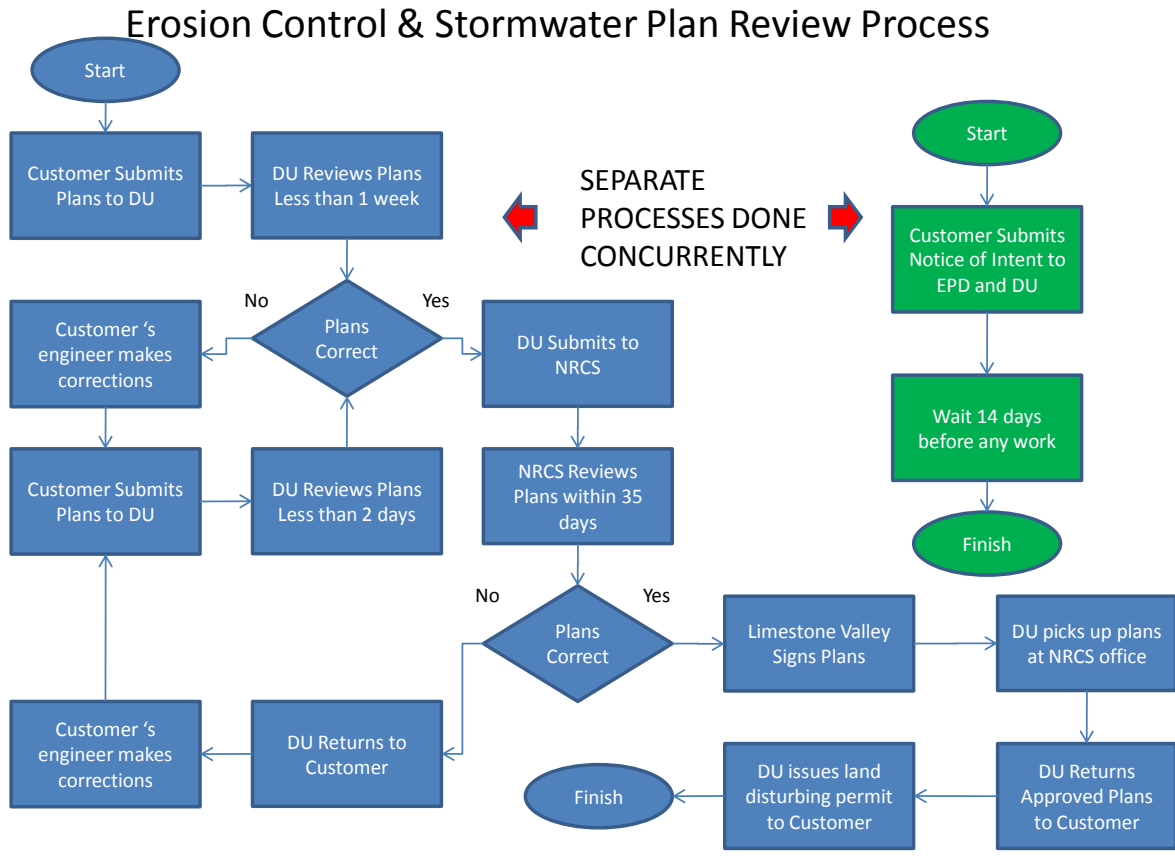 Erosion Control & Stormwater Plan Review Process
Start
Customer Submits
Plans to DU
DU Reviews Plans
Less than 1 week
SEPARATE
PROCESSES DONE
CONCURRENTLY
Start
Customer Submits
Notice of Intent to
EPD and DU
No
Yes
Plans
Correct
Customer ‘s
engineer makes
corrections
DU Submits to
NRCS
Wait 14 days
before any work
Customer Submits
Plans to DU
DU Reviews Plans
Less than 2 days
NRCS Reviews
Plans within 35
days
Finish
No
Yes
Plans
Correct
Limestone Valley
Signs Plans
DU picks up plans
at NRCS office
Customer ‘s
engineer makes
corrections
DU Returns to
Customer
Finish
DU issues land
disturbing permit
to Customer
DU Returns
Approved Plans
to Customer